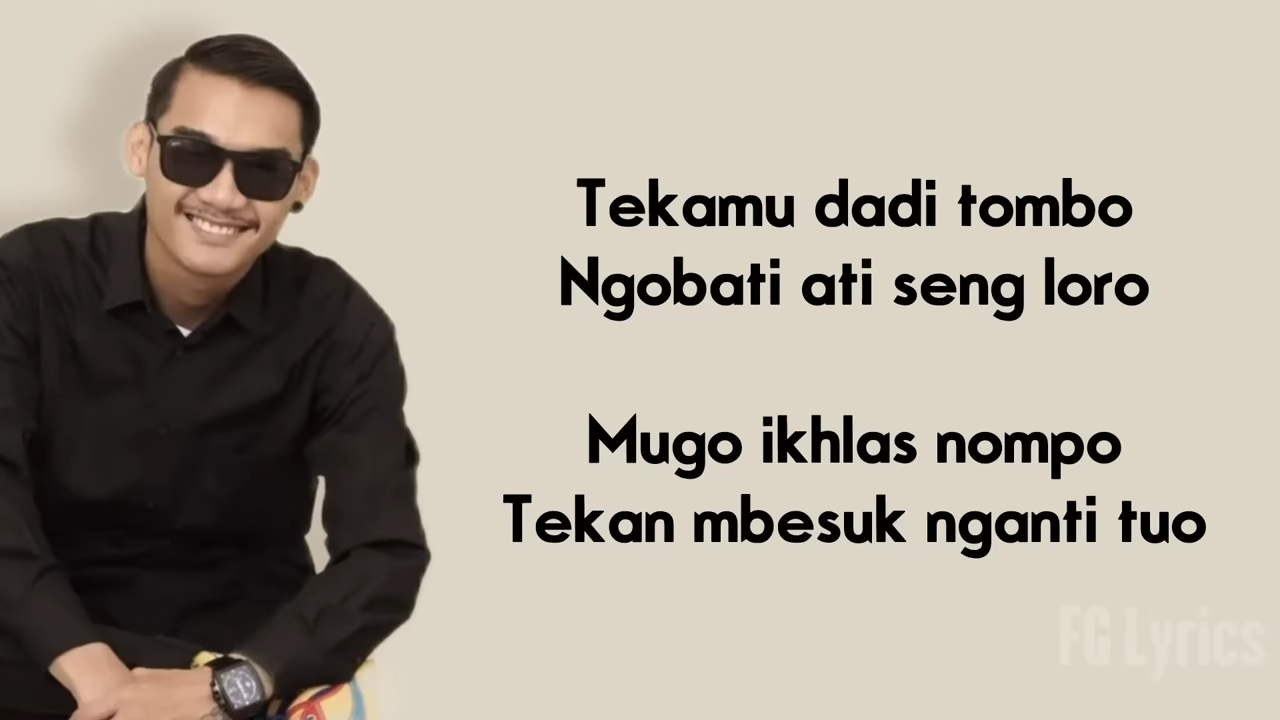 Tekamu dadi tombo
Ngobati ati seng loro
Mugo ikhlas nompo
Tekan mbesuk nganti tuo
FG Lyrics